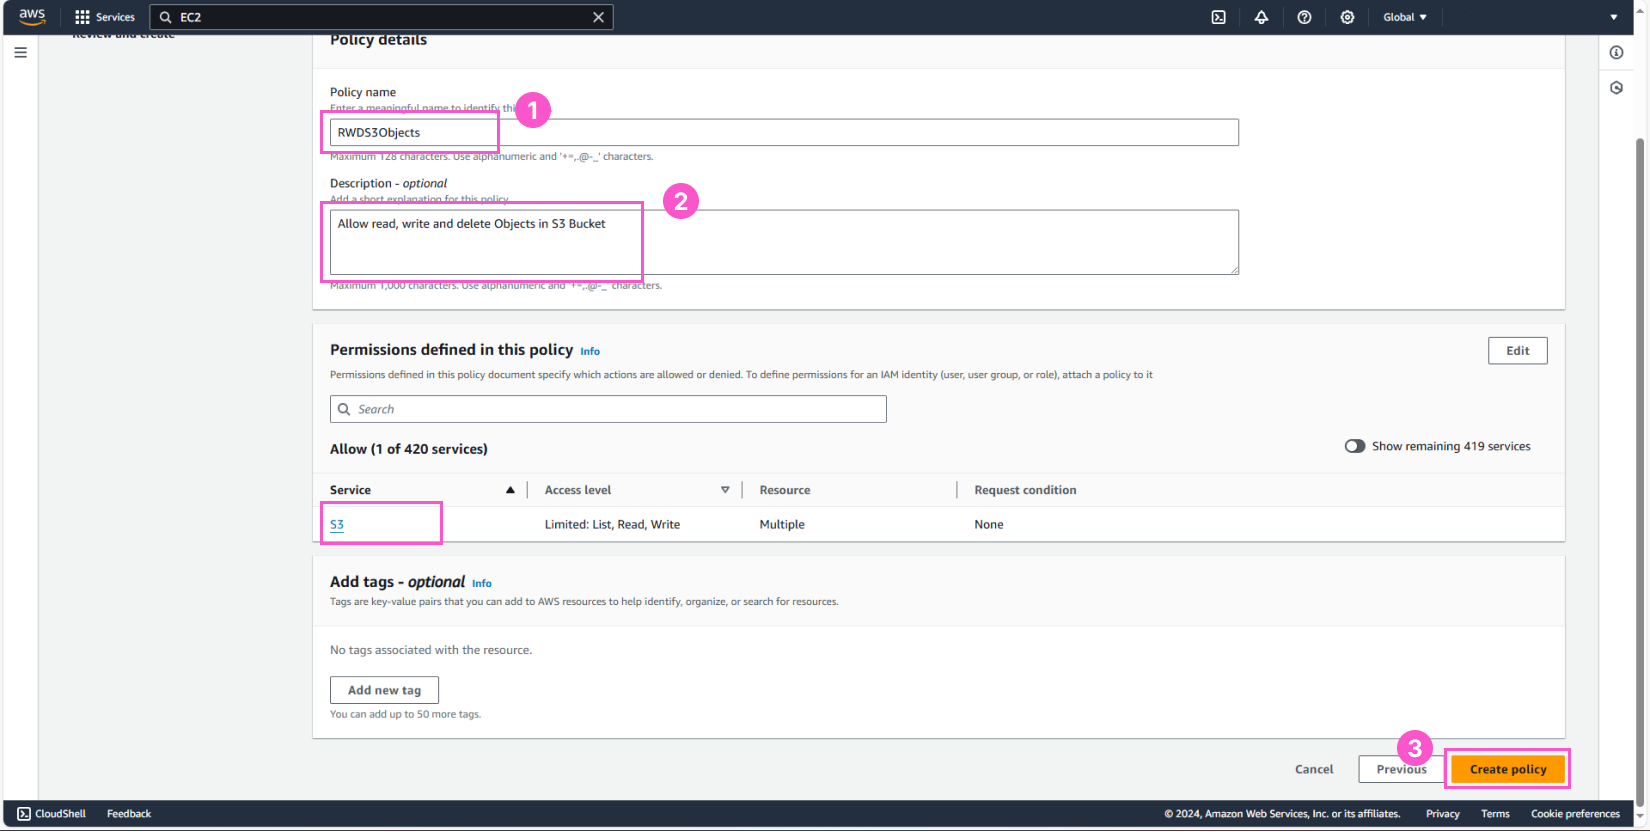 aws Services EC2 Global
Review and create
Policy details
Policy name
Enter a meaningful name to identify thi
1
RWDS3Objects
Maximum 128 characters. Use alphanumeric and '+=,.@-_' characters.
Description - optional
Add a short explanation for this policy.
2
Allow read, write and delete Objects in S3 Bucket
Maximum 1,000 characters. Use alphanumeric and '+=,.@-_' characters.
Permissions defined in this policy Info
Edit
Permissions defined in this policy document specify which actions are allowed or denied. To define permissions for an IAM identity (user, user group, or role), attach a policy to it
Search
Allow (1 of 420 services)
Show remaining 419 services
Service Access level Resource Request condition
S3 Limited: List, Read, Write Multiple None
Add tags - optional Info
Tags are key-value pairs that you can add to AWS resources to help identify, organize, or search for resources.
No tags associated with the resource.
Add new tag
You can add up to 50 more tags.
3
Cancel Previous Create policy
CloudShell Feedback © 2024, Amazon Web Services, Inc. or its affiliates. Privacy Terms Cookie preferences